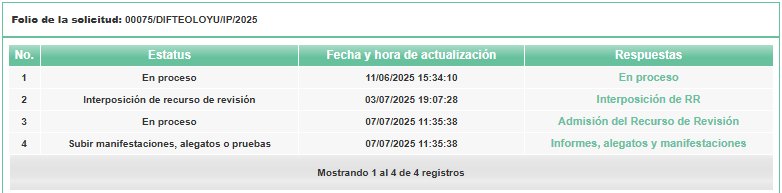 Folio de la solicitud: 00075/DIFTEOLOYU/IP/2025
No. Estatus Fecha y hora de actualización Respuestas
1 En proceso 11/06/2025 15:34:10 En proceso
2 Interposición de recurso de revisión 03/07/2025 19:07:28 Interposición de RR
3 En proceso 07/07/2025 11:35:38 Admisión del Recurso de Revisión
4 Subir manifestaciones, alegatos o pruebas 07/07/2025 11:35:38 Informes, alegatos y manifestaciones
Mostrando 1 al 4 de 4 registros